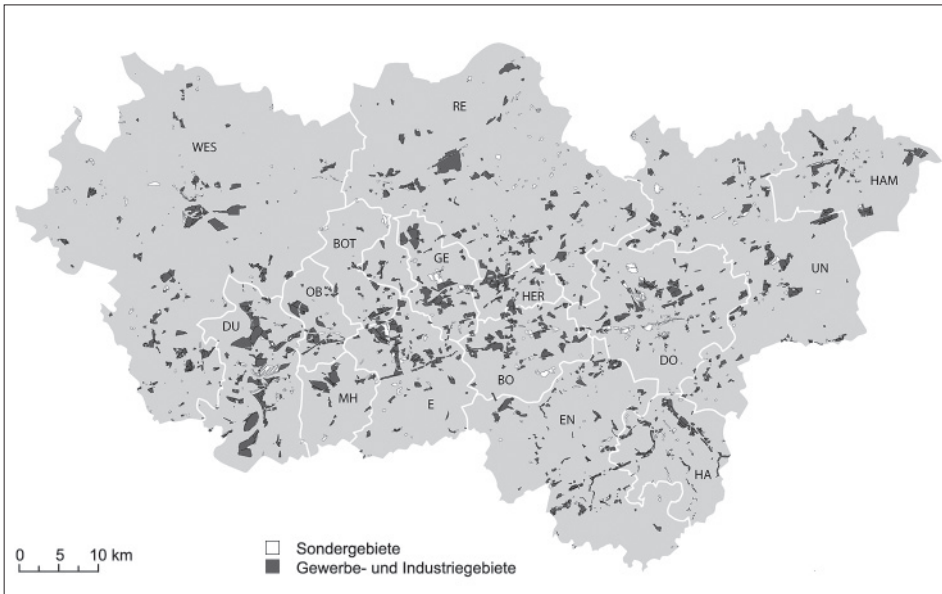 RE
WES
HAM
BOT
GE
UN
OB
HER
DU
DO
BO
MH
E
EN
HA
0 5 10 km
Sondergebiete
Gewerbe- und Industriegebiete